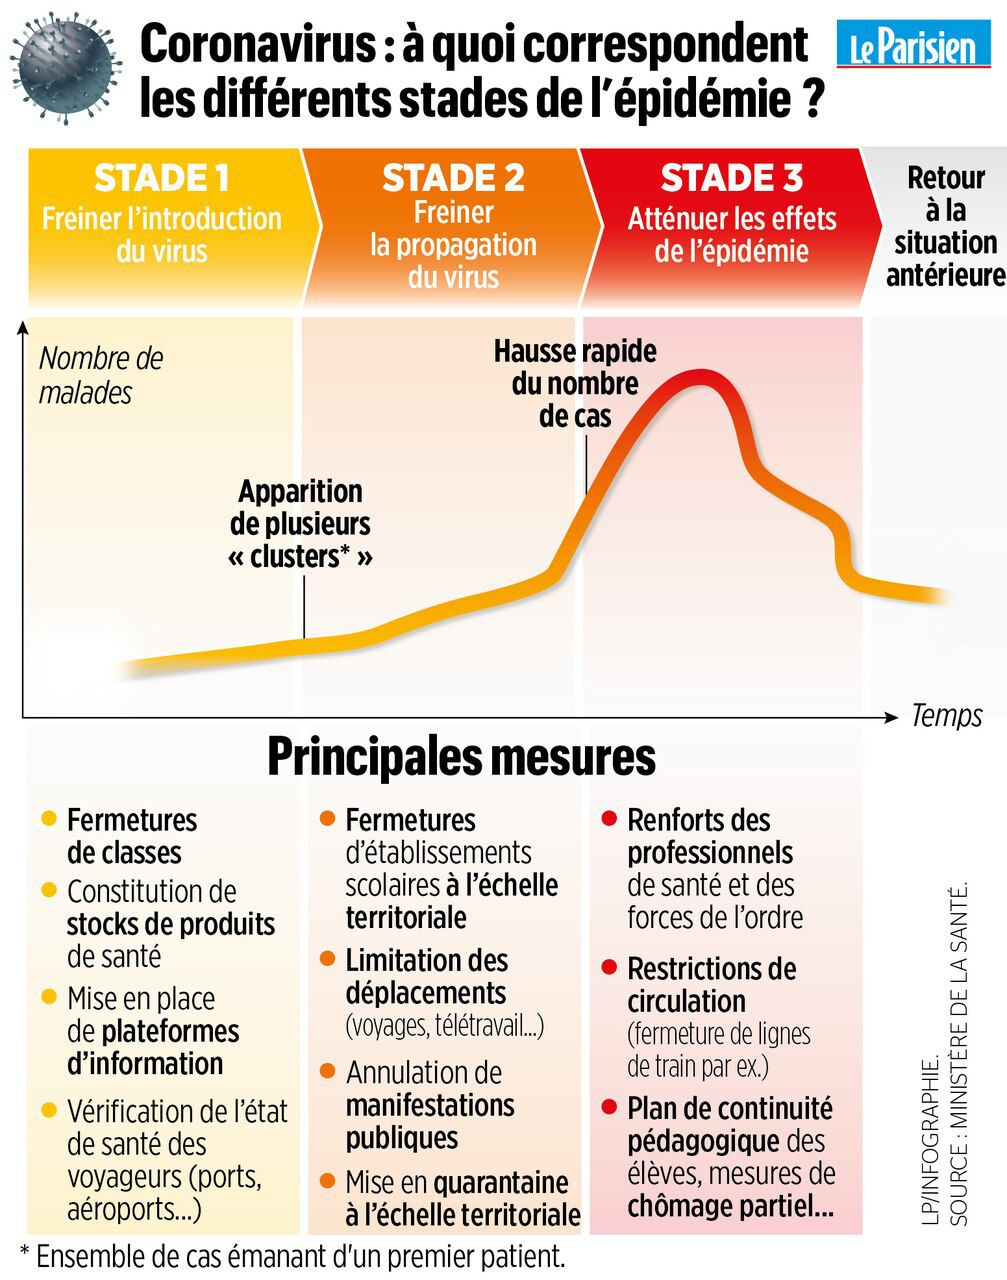 Coronavirus : à quoi correspondent
les différents stades de l'épidémie ?
Le Parisien
STADE 1
Freiner l'introduction
du virus
STADE 2
Freiner
la propagation
du virus
STADE 3
Atténuer les effets
de l'épidémie
Retour
à la
situation
antérieure
Nombre de
malades
Apparition
de plusieurs
« clusters* »
Hausse rapide
du nombre
de cas
Temps
Principales mesures
• Fermetures
de classes
• Constitution de
stocks de produits
de santé
• Mise en place
de plateformes
d'information
• Vérification de l'état
de santé des
voyageurs (ports,
aéroports...)
• Fermetures
d'établissements
scolaires à l'échelle
territoriale
• Limitation des
déplacements
(voyages, télétravail...)
• Annulation de
manifestations
publiques
• Mise en quarantaine
à l'échelle territoriale
• Renforts des
professionnels
de santé et des
forces de l'ordre
• Restrictions de
circulation
(fermeture de lignes
de train par ex.)
• Plan de continuité
pédagogique des
élèves, mesures de
chômage partiel...
LP/INFOGRAPHIE.
SOURCE : MINISTÈRE DE LA SANTÉ.
* Ensemble de cas émanant d'un premier patient.